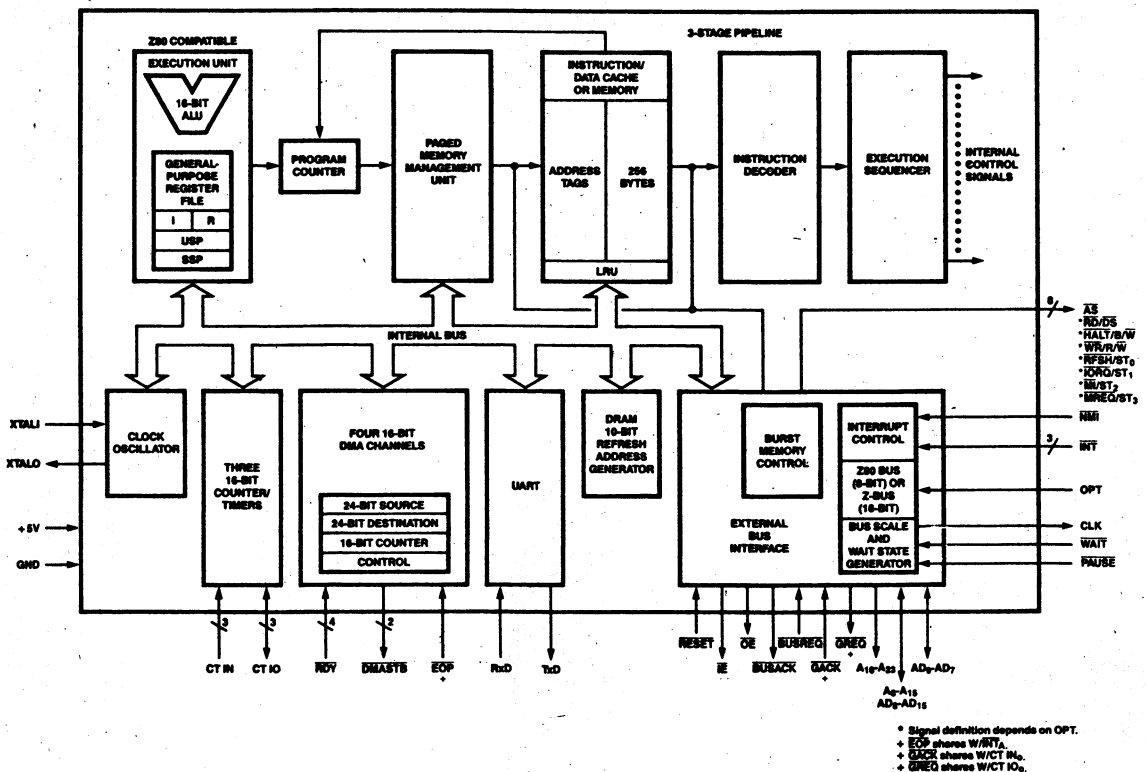 Z80 COMPATIBLE
EXECUTION UNIT
16-BIT
ALU
GENERAL-
PURPOSE
REGISTER
FILE
I R
USP
SSP
PROGRAM
COUNTER
PAGED
MEMORY
MANAGEMENT
UNIT
3-STAGE PIPELINE
INSTRUCTION/
DATA CACHE
OR MEMORY
ADDRESS
TAGS
256
BYTES
LRU
INSTRUCTION
DECODER
EXECUTION
SEQUENCER
INTERNAL
CONTROL
SIGNALS
INTERNAL BUS
8
AS
*RD/DS
*HALT/B/W
*WR/R/W
*RFSH/ST0
*IORQ/ST1
*MI/ST2
*MREQ/ST3
XTALI
XTALO
+5V
GND
CLOCK
OSCILLATOR
THREE
16-BIT
COUNTER/
TIMERS
FOUR 16-BIT
DMA CHANNELS
24-BIT SOURCE
24-BIT DESTINATION
16-BIT COUNTER
CONTROL
UART
DRAM
10-BIT
REFRESH
ADDRESS
GENERATOR
BURST
MEMORY
CONTROL
EXTERNAL
BUS
INTERFACE
INTERRUPT
CONTROL
Z80 BUS
(8-BIT) OR
Z-BUS
(16-BIT)
BUS SCALE
AND
WAIT STATE
GENERATOR
NMI
3
INT
OPT
CLK
WAIT
PAUSE
3 3 4 2
CT IN CT IO RDY DMASTB EOP RxD TxD
+
RESET OE BUSREQ GREQ
+
IE BUSACK GACK A16-A23 AD0-AD7
+
A8-A15
AD8-AD15
* Signal definition depends on OPT.
+ EOP shares W/INTA.
+ GACK shares W/CT IN0.
+ GREQ shares W/CT IO0.